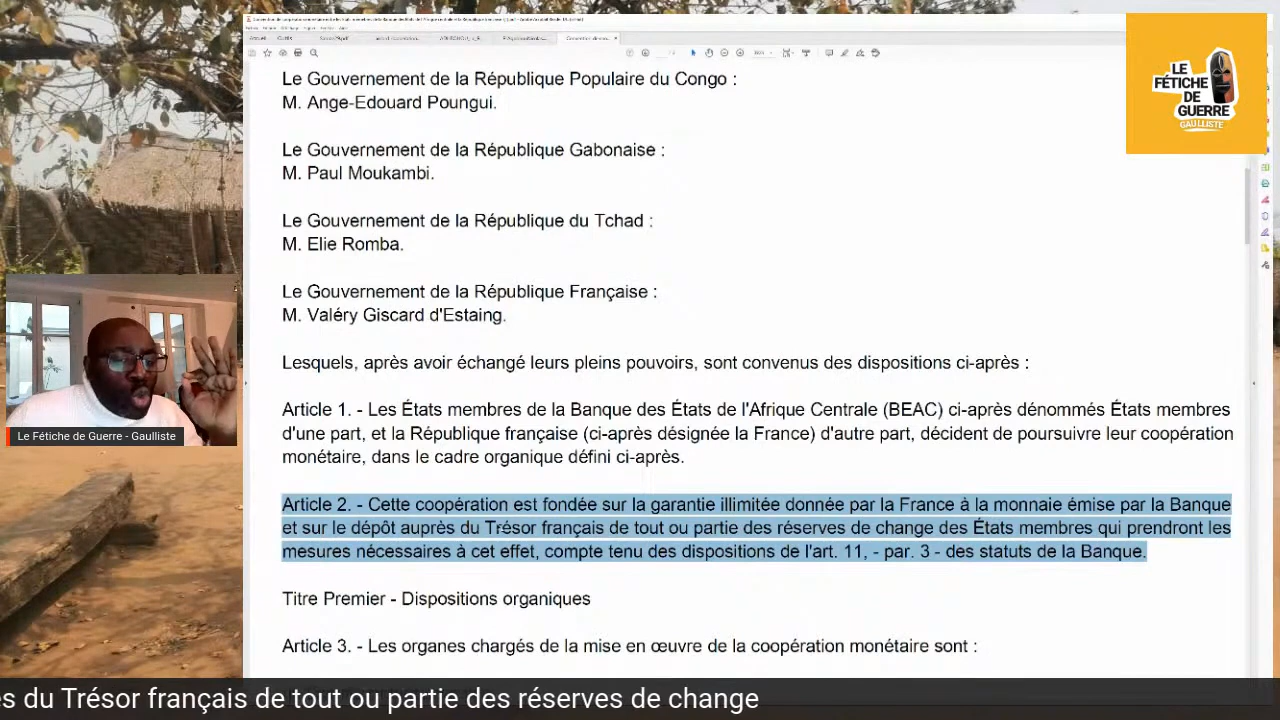 Le Gouvernement de la République Populaire du Congo :
M. Ange-Edouard Poungui.
Le Gouvernement de la République Gabonaise :
M. Paul Moukambi.
Le Gouvernement de la République du Tchad :
M. Elie Romba.
Le Gouvernement de la République Française :
M. Valéry Giscard d'Estaing.
Lesquels, après avoir échangé leurs pleins pouvoirs, sont convenus des dispositions ci-après :
Article 1. - Les États membres de la Banque des États de l'Afrique Centrale (BEAC) ci-après dénommés États membres
d'une part, et la République française (ci-après désignée la France) d'autre part, décident de poursuivre leur coopération
monétaire, dans le cadre organique défini ci-après.
Article 2. - Cette coopération est fondée sur la garantie illimitée donnée par la France à la monnaie émise par la Banque
et sur le dépôt auprès du Trésor français de tout ou partie des réserves de change des États membres qui prendront les
mesures nécessaires à cet effet, compte tenu des dispositions de l'art. 11, - par. 3 - des statuts de la Banque.
Titre Premier - Dispositions organiques
Article 3. - Les organes chargés de la mise en œuvre de la coopération monétaire sont :
LE
FÉTICHE
DE
GUERRE
GAULLISTE
Le Fétiche de Guerre - Gaulliste
s du Trésor français de tout ou partie des réserves de change